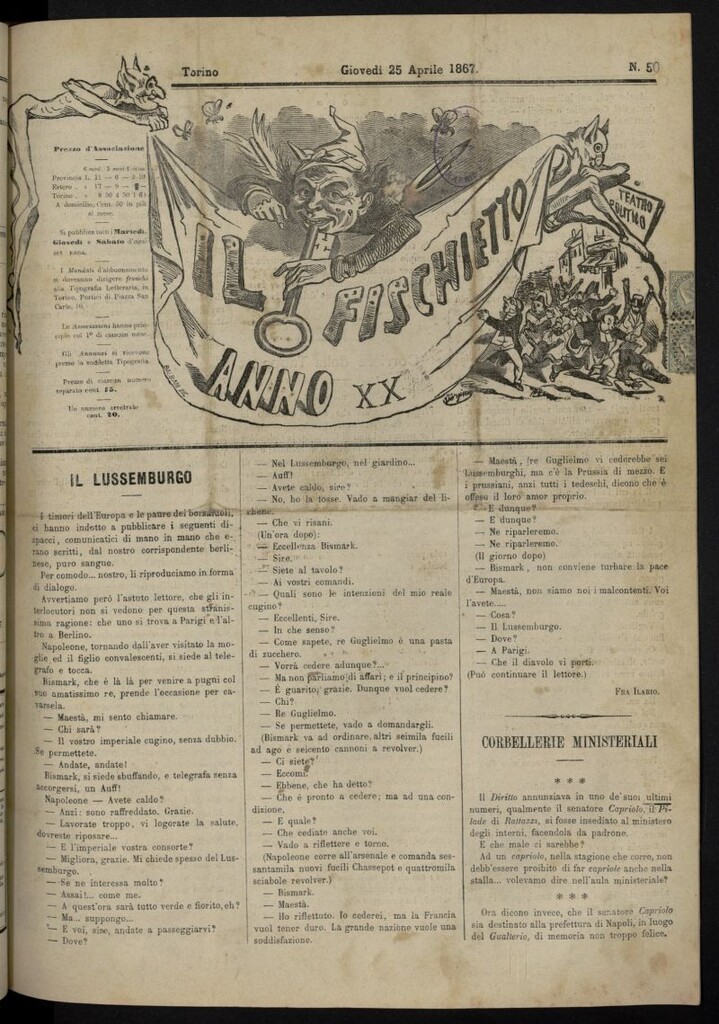 Torino
Giovedì 25 Aprile 1867.
N. 50
Prezzo d'Associazione
Provincia L. 11 — 6 —
Estero . » 17 — 9 —
Torino . »
A domicilio, Cent. 50 in più
al mese.
Si pubblica tutti i Martedì,
Giovedì e Sabato d'ogni
I Mandati d'abbuonamento
si dovranno dirigere franchi
alla Tipografia Letteraria, in
Torino, Portici di Piazza San
Carlo, 10.
Le Associazioni hanno prin-
cipio col 1º di ciascun mese.
Gli Annunzi si ricevono
presso la suddetta Tipografia.
Prezzo di ciascun numero
separato cent. 15.
Un numero arretrato
cent. 20.
IL FISCHIETTO
ANNO XX
TEATRO
POLITICO
IL LUSSEMBURGO
I timori dell'Europa e le paure dei borsaiuoli,
ci hanno indotto a pubblicare i seguenti di-
spacci, comunicatici di mano in mano che e-
rano scritti, dal nostro corrispondente berli-
nese, puro sangue.
Per comodo... nostro, li riproduciamo in forma
di dialogo.
Avvertiamo però l'astuto lettore, che gli in-
terlocutori non si vedono per questa stranis-
sima ragione: che uno si trova a Parigi e l'al-
tro a Berlino.
Napoleone, tornando dall'aver visitato la mo-
glie ed il figlio convalescenti, si siede al tele-
grafo e tocca.
Bismark, che è là là per venire a pugni col
suo amatissimo re, prende l'occasione per ca-
varsela.
— Maestà, mi sento chiamare.
— Chi sarà?
— Il vostro imperiale cugino, senza dubbio.
Se permettete.
— Andate, andate!
Bismark, si siede sbuffando, e telegrafa senza
accorgersi, un Auff!
Napoleone — Avete caldo?
— Anzi: sono raffreddato. Grazie.
— Lavorate troppo, vi logorate la salute,
dovreste riposare...
— E l'imperiale vostra consorte?
— Migliora, grazie. Mi chiede spesso del Lus-
semburgo.
— Se ne interessa molto?
— Assai!... come me.
— A quest'ora sarà tutto verde e fiorito, eh?
— Ma... suppongo...
— E voi, sire, andate a passeggiarvi?
— Dove?
— Nel Lussemburgo, nel giardino...
— Auff!
— Avete caldo, sire?
— No, ho la tosse. Vado a mangiar del li-
chene.
— Che vi risani.
(Un'ora dopo):
— Eccellenza Bismark.
— Sire.
— Siete al tavolo?
— Ai vostri comandi.
— Quali sono le intenzioni del mio reale
cugino?
— Eccellenti, Sire.
— In che senso?
— Come sapete, re Guglielmo è una pasta
di zucchero.
— Vorrà cedere adunque?...
— Ma non parliamo di affari; e il principino?
— È guarito, grazie. Dunque vuol cedere?
— Chi?
— Re Guglielmo.
— Se permettete, vado a domandargli.
(Bismark va ad ordinare altri seimila fucili
ad ago e seicento cannoni a revolver.)
— Ci siete?
— Eccomi.
— Ebbene, che ha detto?
— Che è pronto a cedere; ma ad una con-
dizione.
— E quale?
— Che cediate anche voi.
— Vado a riflettere e torno.
(Napoleone corre all'arsenale e comanda ses-
santamila nuovi fucili Chassepot e quattromila
sciabole revolver.)
— Bismark.
— Maestà.
— Ho riflettuto. Io cederei, ma la Francia
vuol tener duro. La grande nazione vuole una
soddisfazione.
— Maestà, re Guglielmo vi cederebbe sei
Lussemburghi, ma c'è la Prussia di mezzo. E
i prussiani, anzi tutti i tedeschi, dicono che è
offeso il loro amor proprio.
— E dunque?
— E dunque?
— Ne riparleremo.
— Ne riparleremo.
(Il giorno dopo)
— Bismark, non conviene turbare la pace
d'Europa.
— Maestà, non siamo noi i malcontenti. Voi
l'avete.....
— Cosa?
— Il Lussemburgo.
— Dove?
— A Parigi.
— Che il diavolo vi porti.
(Può continuare il lettore.)
FRA ILARIO.
CORBELLERIE MINISTERIALI
* * *
Il Diritto annunziava in uno de' suoi ultimi
numeri, qualmente il senatore Capriolo, il Pi-
lade di Rattazzi, si fosse insediato al ministero
degli interni, facendola da padrone.
E che male ci sarebbe?
Ad un capriolo, nella stagione che corre, non
debb'essere proibito di far capriole anche nella
stalla... volevamo dire nell'aula ministeriale?
* * *
Ora dicono invece, che il senatore Capriolo
sia destinato alla prefettura di Napoli, in luogo
del Gualterio, di memoria non troppo felice.